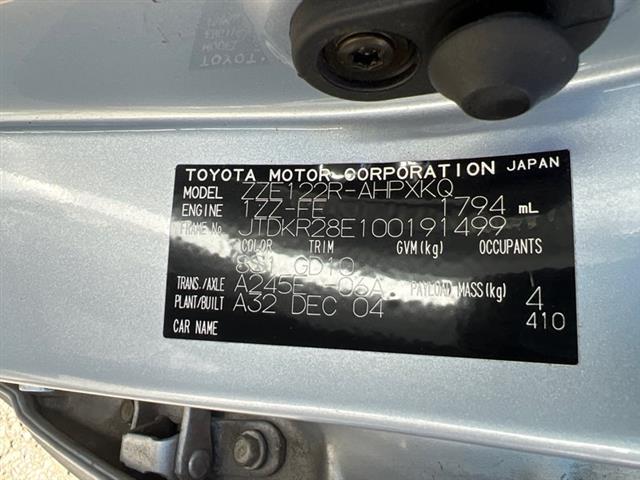 TOYOTA MOTOR CORPORATION JAPAN
MODEL ZZE122R-AHPXKQ
ENGINE 1ZZ-FE 1794 mL
FRAME No. JTDKR28E100191499
COLOR TRIM GVM(kg) OCCUPANTS
GD10
TRANS./AXLE A245E -06A PAYLOAD MASS(kg) 4
PLANT/BUILT A32 DEC 04 410
CAR NAME